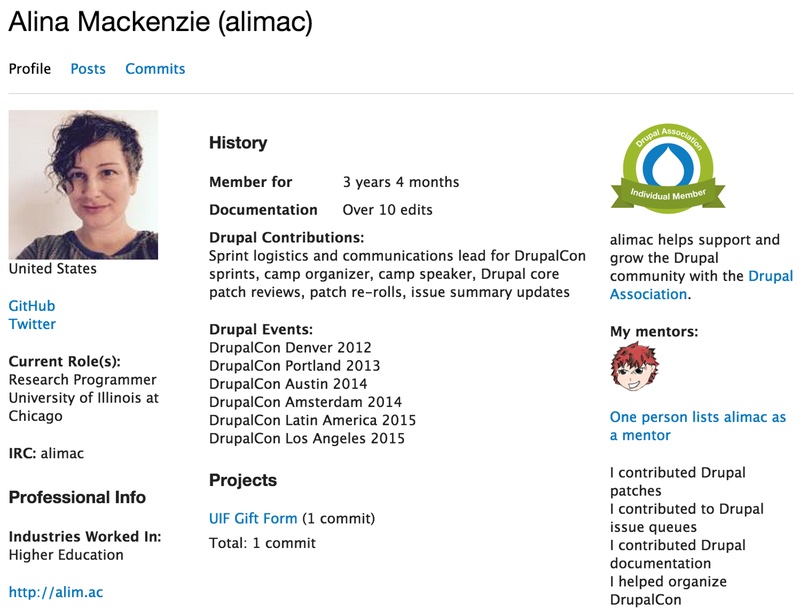 Alina Mackenzie (alimac)
Profile Posts Commits
United States
GitHub
Twitter
Current Role(s):
Research Programmer
University of Illinois at
Chicago
IRC: alimac
Professional Info
Industries Worked In:
Higher Education
http://alim.ac
History
Member for 3 years 4 months
Documentation Over 10 edits
Drupal Contributions:
Sprint logistics and communications lead for DrupalCon
sprints, camp organizer, camp speaker, Drupal core
patch reviews, patch re-rolls, issue summary updates
Drupal Events:
DrupalCon Denver 2012
DrupalCon Portland 2013
DrupalCon Austin 2014
DrupalCon Amsterdam 2014
DrupalCon Latin America 2015
DrupalCon Los Angeles 2015
Projects
UIF Gift Form (1 commit)
Total: 1 commit
Drupal Association
Individual Member
alimac helps support and
grow the Drupal
community with the Drupal
Association.
My mentors:
One person lists alimac as
a mentor
I contributed Drupal
patches
I contributed to Drupal
issue queues
I contributed Drupal
documentation
I helped organize
DrupalCon